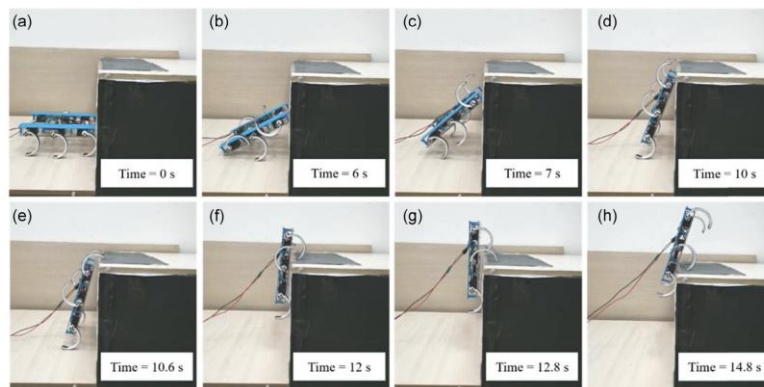 (a)
Time = 0 s
(b)
Time = 6 s
(c)
Time = 7 s
(d)
Time = 10 s
(e)
Time = 10.6 s
(f)
Time = 12 s
(g)
Time = 12.8 s
(h)
Time = 14.8 s